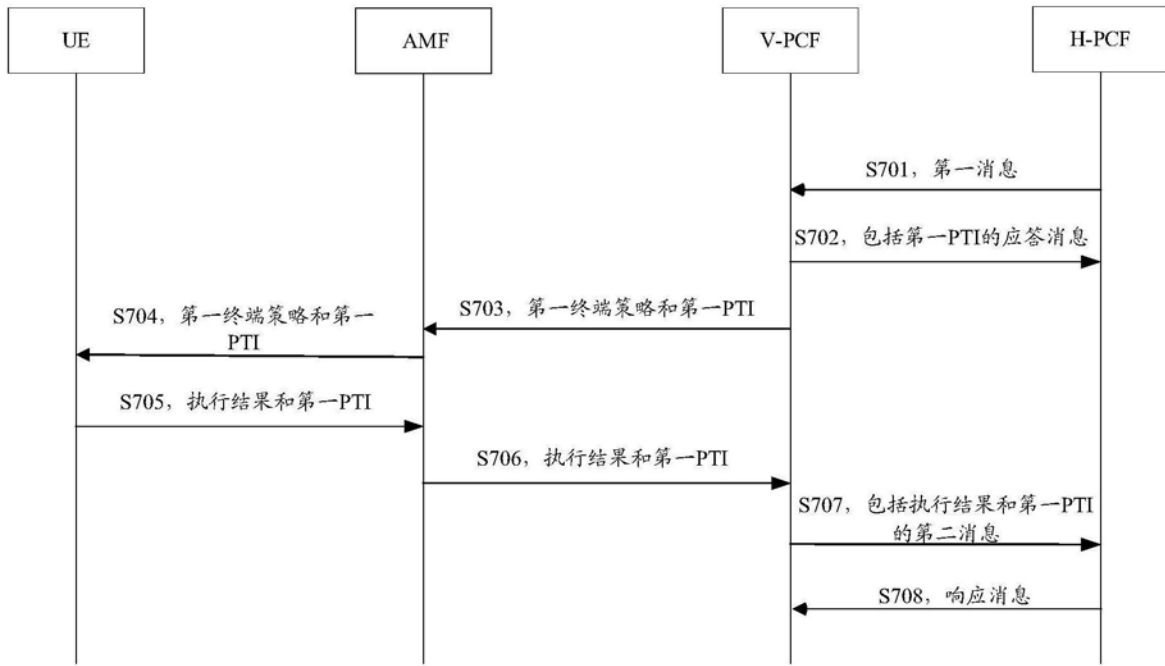 UE
AMF
V-PCF
H-PCF
S701，第一消息
S702，包括第一PTI的应答消息
S703，第一终端策略和第一PTI
S704，第一终端策略和第一
PTI
S705，执行结果和第一PTI
S706，执行结果和第一PTI
S707，包括执行结果和第一PTI
的第二消息
S708，响应消息